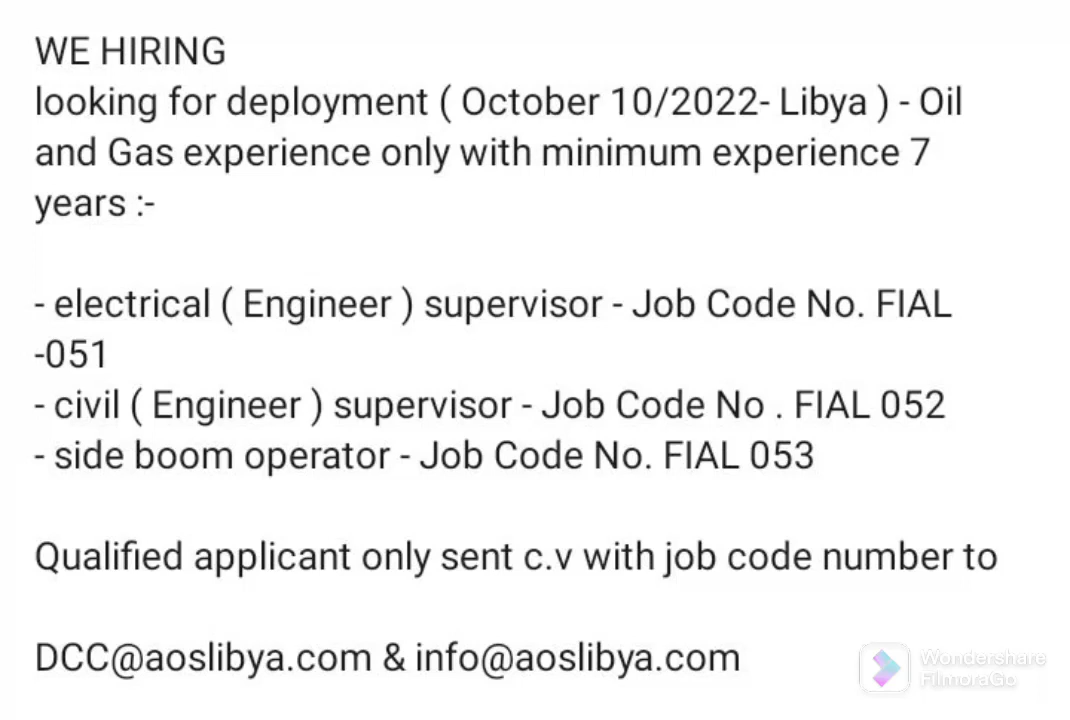 WE HIRING
looking for deployment ( October 10/2022- Libya ) - Oil
and Gas experience only with minimum experience 7
years :-
- electrical ( Engineer ) supervisor - Job Code No. FIAL
-051
- civil ( Engineer ) supervisor - Job Code No . FIAL 052
- side boom operator - Job Code No. FIAL 053
Qualified applicant only sent c.v with job code number to
DCC@aoslibya.com & info@aoslibya.com
Wondershare
FilmoraGo